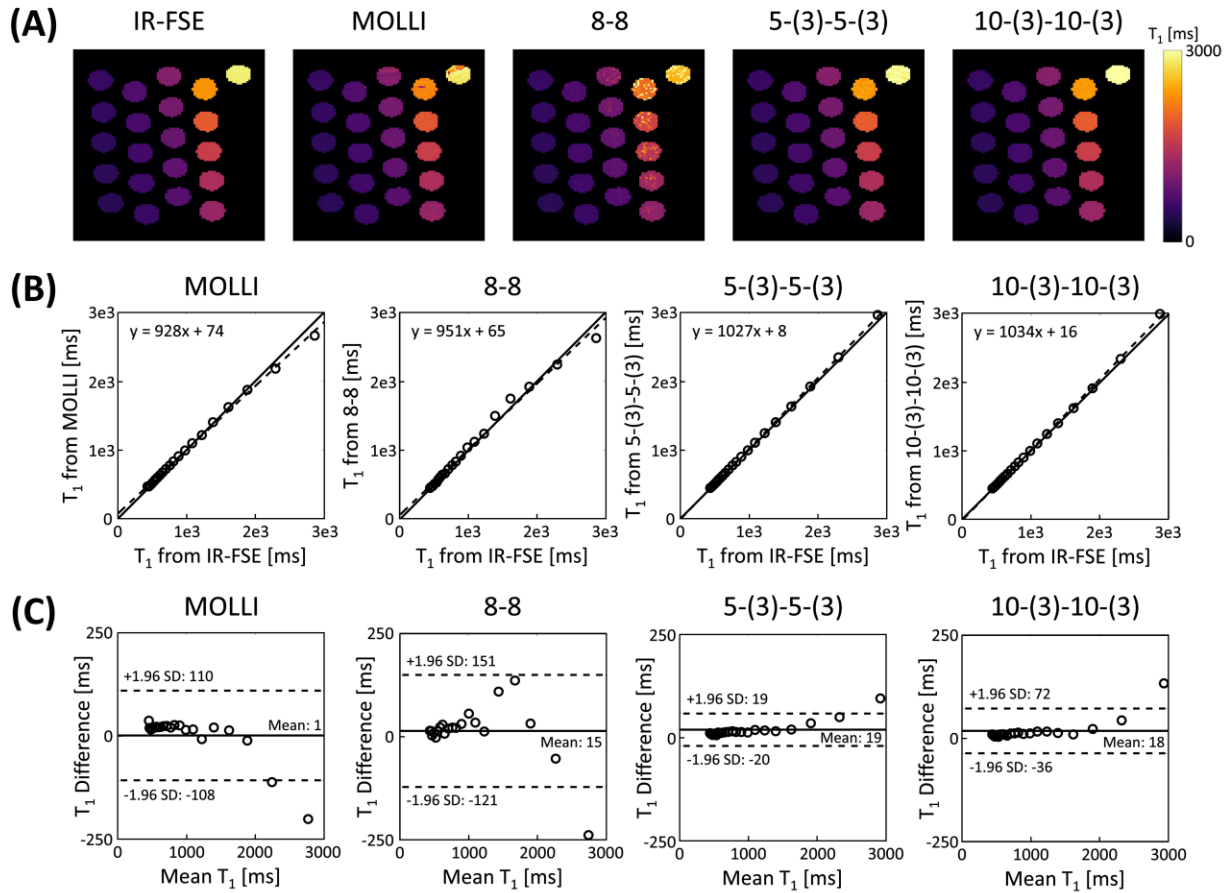 (A)
IR-FSE
MOLLI
8-8
5-(3)-5-(3)
10-(3)-10-(3)
T1 [ms]
3000
0
(B)
MOLLI
8-8
5-(3)-5-(3)
10-(3)-10-(3)
T1 from MOLLI [ms]
3e3
2e3
1e3
0
y = 928x + 74
0 1e3 2e3 3e3
T1 from IR-FSE [ms]
T1 from 8-8 [ms]
3e3
2e3
1e3
0
y = 951x + 65
0 1e3 2e3 3e3
T1 from IR-FSE [ms]
T1 from 5-(3)-5-(3) [ms]
3e3
2e3
1e3
0
y = 1027x + 8
0 1e3 2e3 3e3
T1 from IR-FSE [ms]
T1 from 10-(3)-10-(3) [ms]
3e3
2e3
1e3
0
y = 1034x + 16
0 1e3 2e3 3e3
T1 from IR-FSE [ms]
(C)
MOLLI
8-8
5-(3)-5-(3)
10-(3)-10-(3)
T1 Difference [ms]
250
0
-250
+1.96 SD: 110
Mean: 1
-1.96 SD: -108
0 1000 2000 3000
Mean T1 [ms]
T1 Difference [ms]
250
0
-250
+1.96 SD: 151
Mean: 15
-1.96 SD: -121
0 1000 2000 3000
Mean T1 [ms]
T1 Difference [ms]
250
0
-250
+1.96 SD: 19
Mean: 19
-1.96 SD: -20
0 1000 2000 3000
Mean T1 [ms]
T1 Difference [ms]
250
0
-250
+1.96 SD: 72
Mean: 18
-1.96 SD: -36
0 1000 2000 3000
Mean T1 [ms]